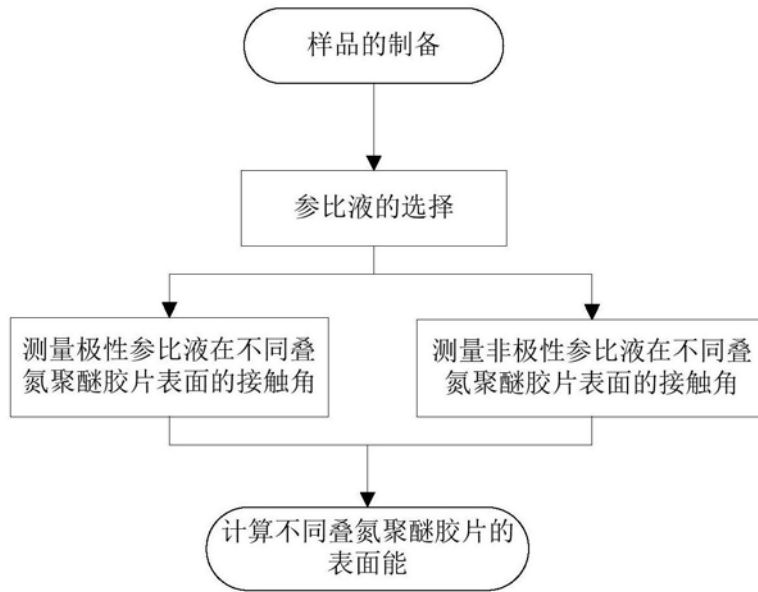 样品的制备
参比液的选择
测量极性参比液在不同叠
氮聚醚胶片表面的接触角
测量非极性参比液在不同叠
氮聚醚胶片表面的接触角
计算不同叠氮聚醚胶片的
表面能